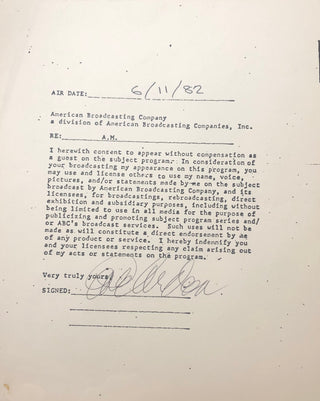 AIR DATE: 6/11/82
American Broadcasting Company
a division of American Broadcasting Companies, Inc.
RE: A.M.
I herewith consent to appear without compensation as
a guest on the subject program. In consideration of
your broadcasting my appearance on this program, you
may use and license others to use my name, voice,
pictures, and/or statements made by me on the subject
broadcast by American Broadcasting Company, and its
licensees, for broadcastings, rebroadcasting, direct
exhibition and subsidiary purposes, including without
being limited to use in all media for the purpose of
publicizing and promoting subject program series and/
or ABC's broadcast services. Such uses will not be
made as will constitute a direct endorsement by me
of any product or service. I hereby indemnify you
and your licensees respecting any claim arising out
of my acts or statements on the program.
Very truly yours,
SIGNED: